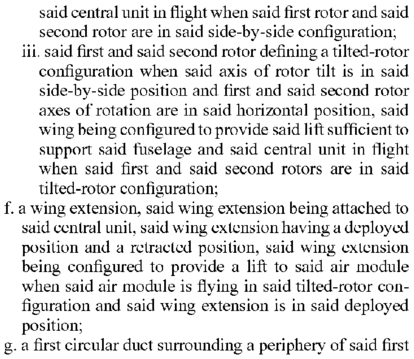 said central unit in flight when said first rotor and said
second rotor are in said side-by-side configuration;
iii. said first and said second rotor defining a tilted-rotor
configuration when said axis of rotor tilt is in said
side-by-side position and first and said second rotor
axes of rotation are in said horizontal position, said
wing being configured to provide said lift sufficient to
support said fuselage and said central unit in flight
when said first and said second rotors are in said
tilted-rotor configuration;
f. a wing extension, said wing extension being attached to
said central unit, said wing extension having a deployed
position and a retracted position, said wing extension
being configured to provide a lift to said air module
when said air module is flying in said tilted-rotor con-
figuration and said wing extension is in said deployed
position;
g. a first circular duct surrounding a periphery of said first